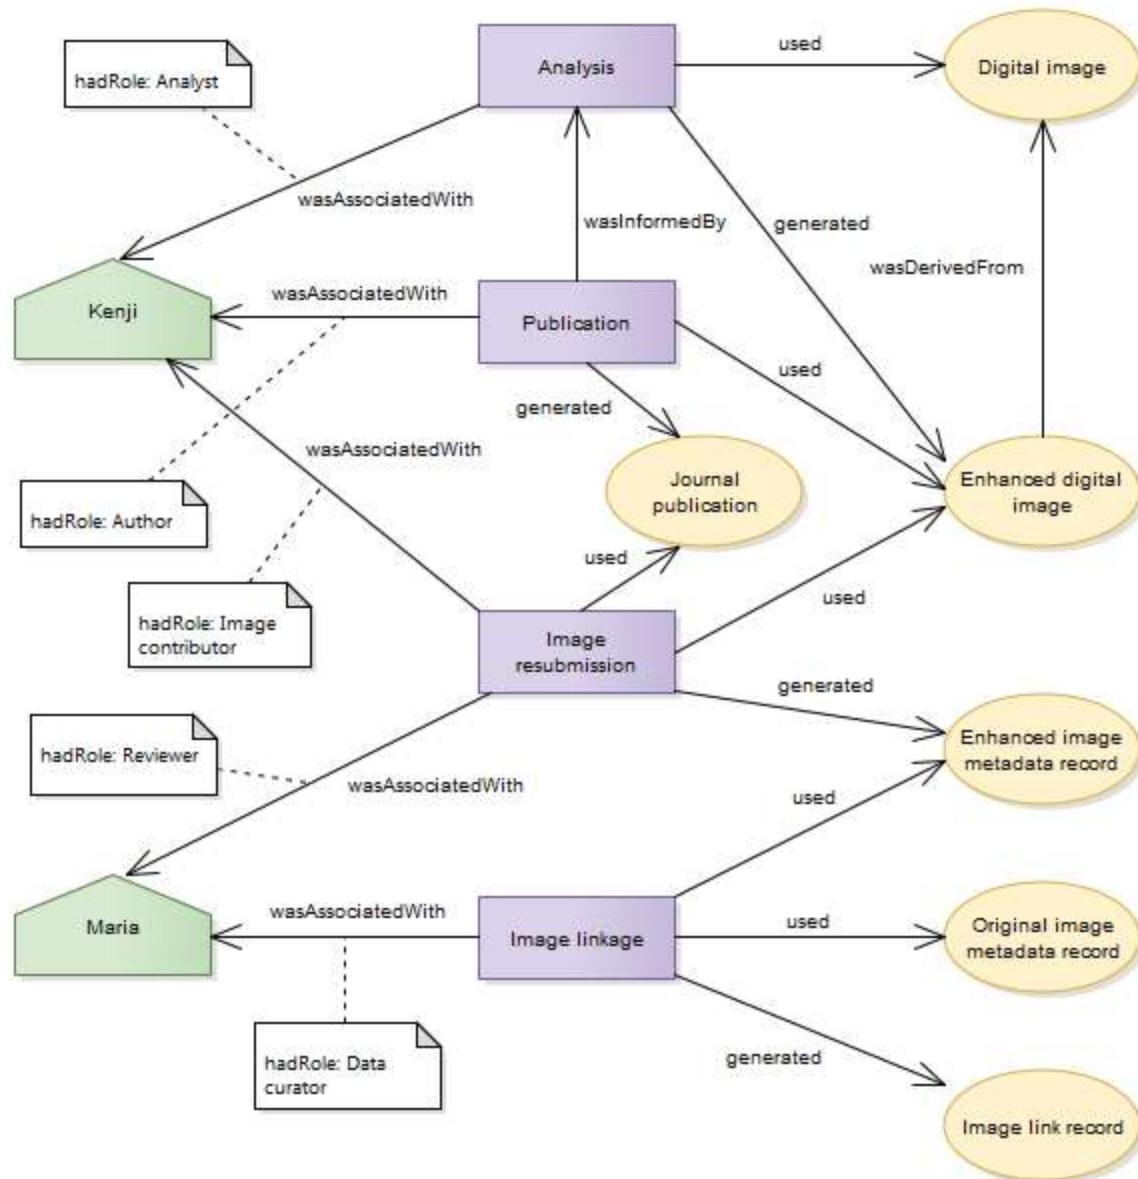 used
Analysis
Digital image
hadRole: Analyst
wasAssociatedWith
wasInformedBy
generated
wasDerivedFrom
wasAssociatedWith
Kenji
Publication
used
generated
wasAssociatedWith
Journal
publication
Enhanced digital
image
hadRole: Author
used
used
hadRole: Image
contributor
Image
resubmission
generated
hadRole: Reviewer
Enhanced image
metadata record
wasAssociatedWith
used
wasAssociatedWith
used
Maria
Image linkage
Original image
metadata record
generated
hadRole: Data
curator
Image link record